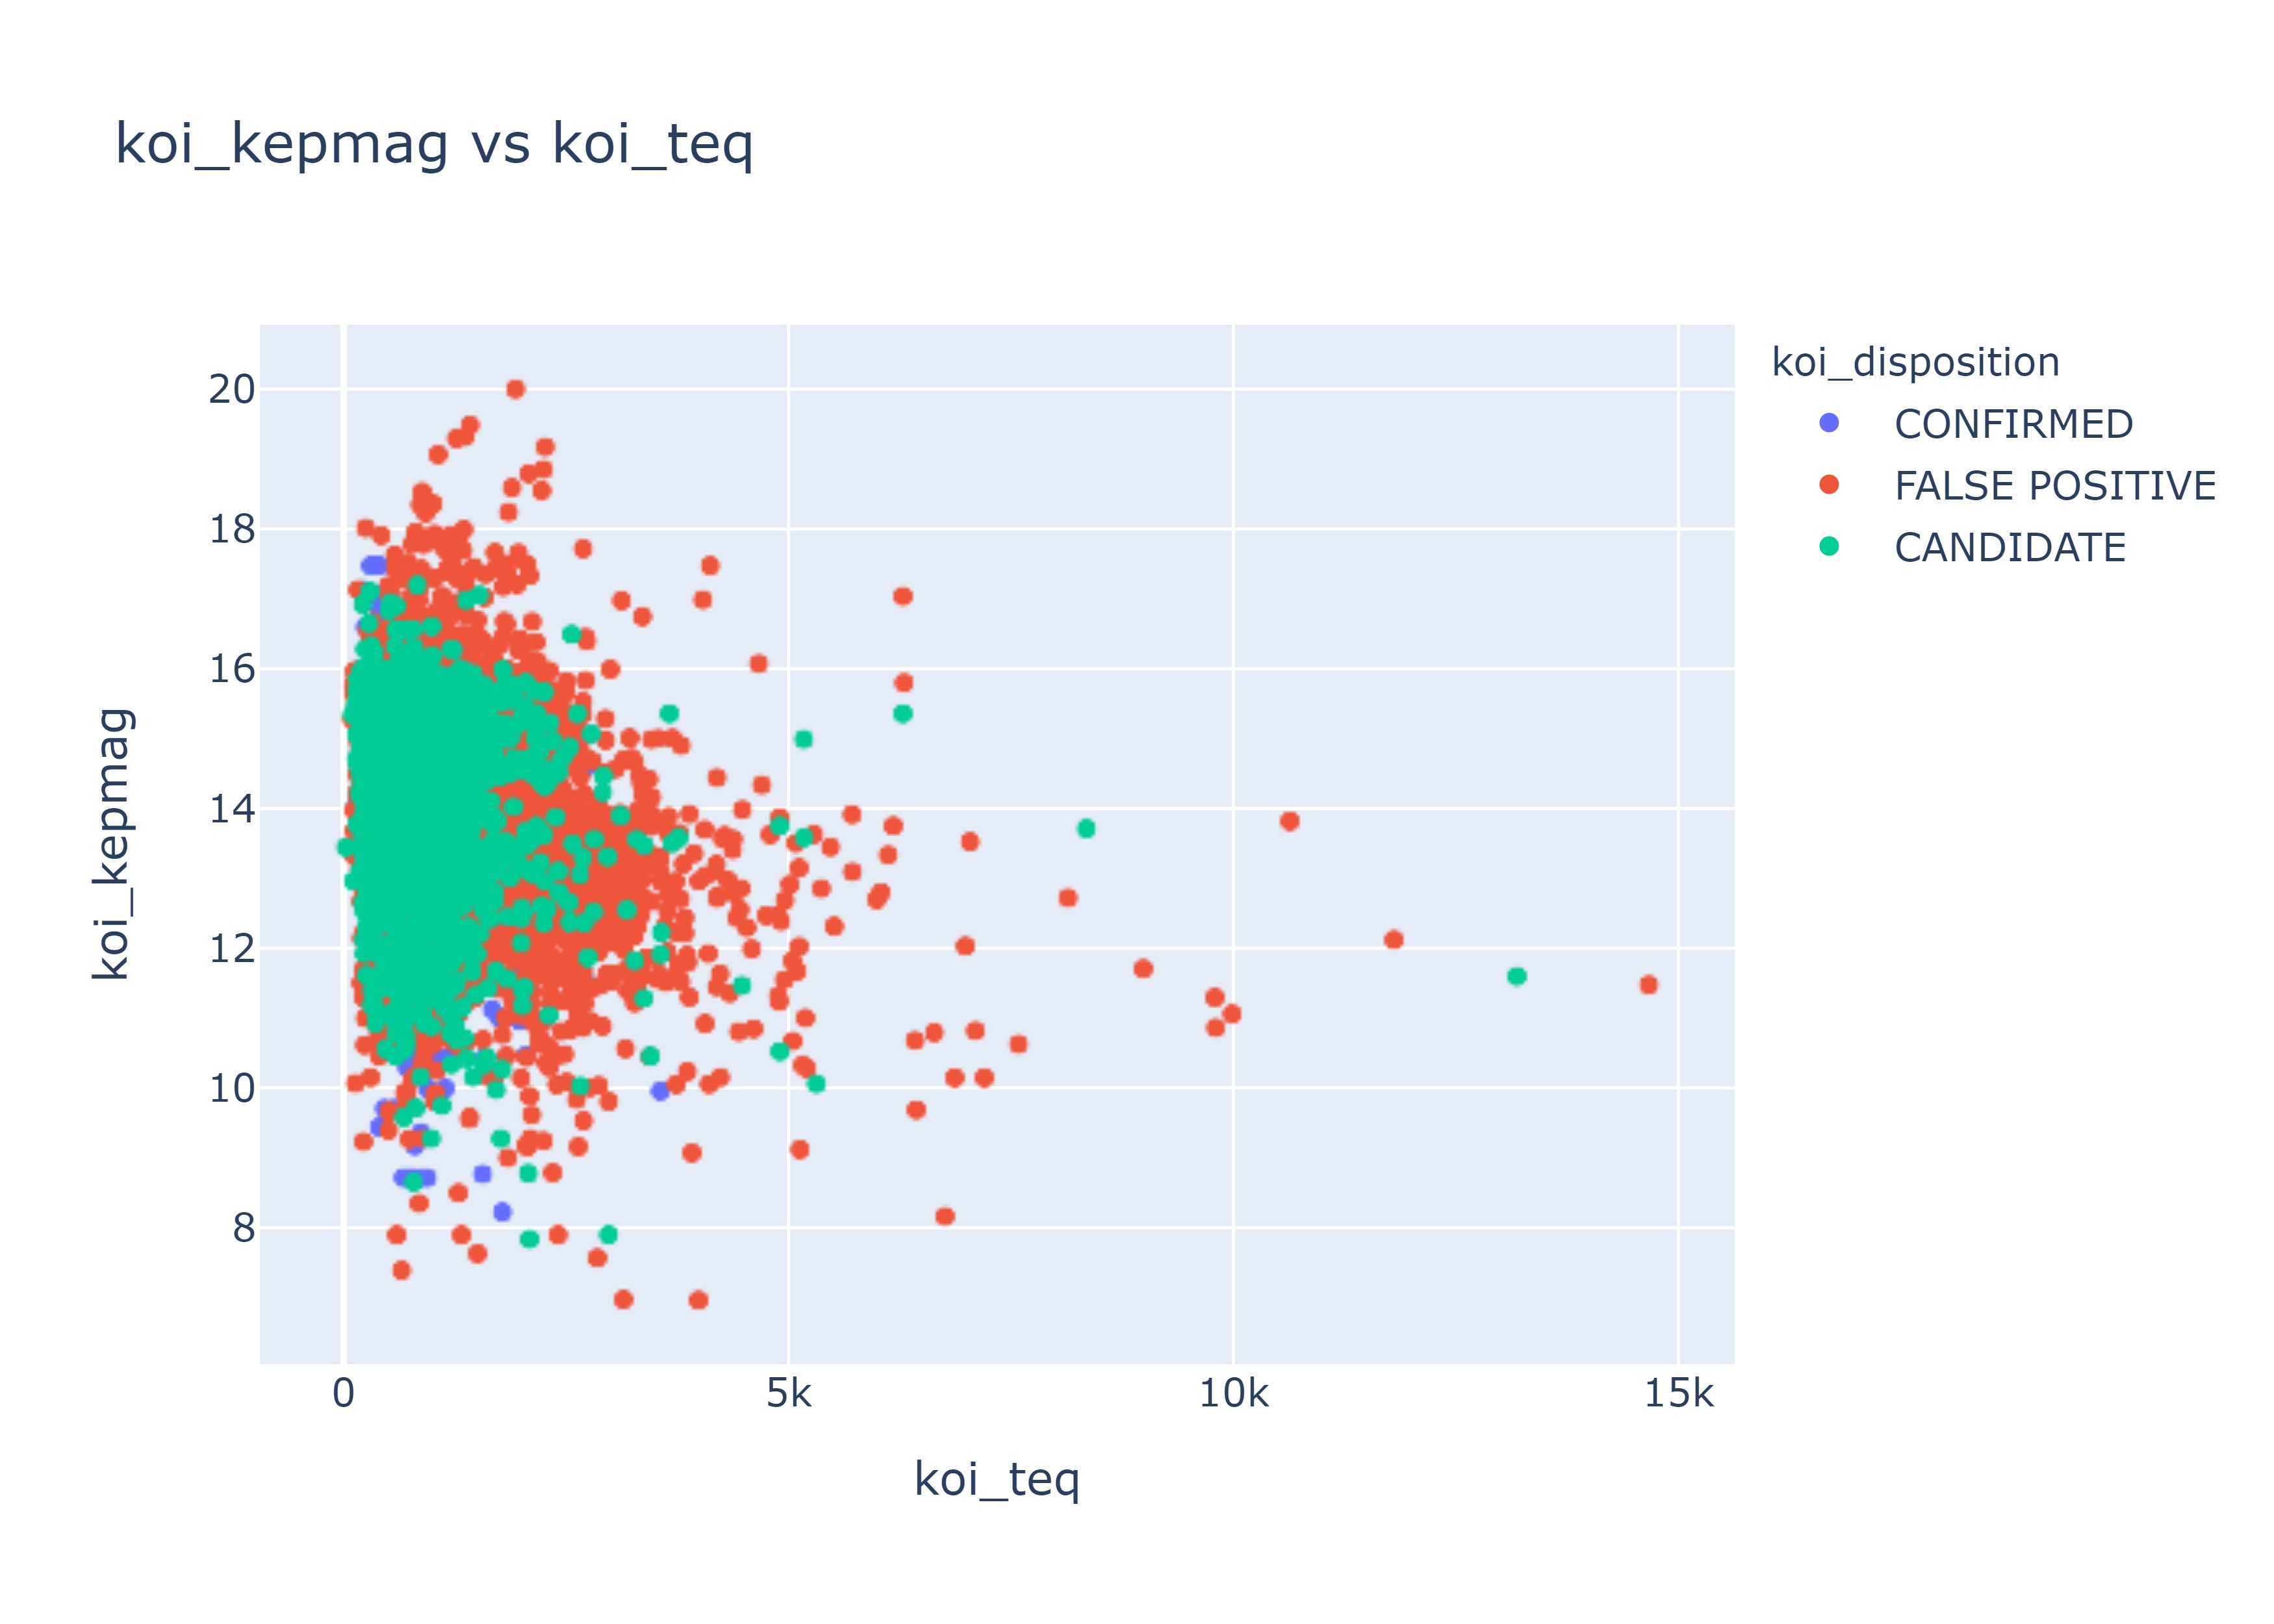 koi_kepmag vs koi_teq
koi_disposition
CONFIRMED
FALSE POSITIVE
CANDIDATE
20
18
16
14
12
10
8
koi_kepmag
0 5k 10k 15k
koi_teq